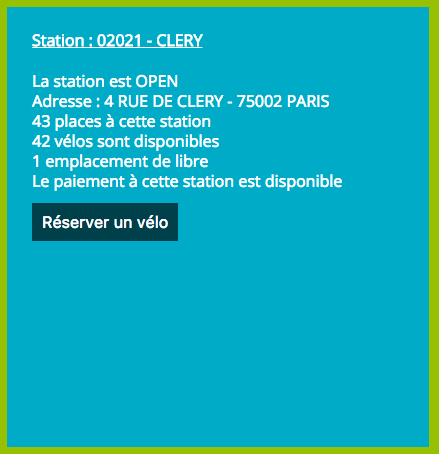 Station : 02021 - CLERY
La station est OPEN
Adresse : 4 RUE DE CLERY - 75002 PARIS
43 places à cette station
42 vélos sont disponibles
1 emplacement de libre
Le paiement à cette station est disponible
Réserver un vélo